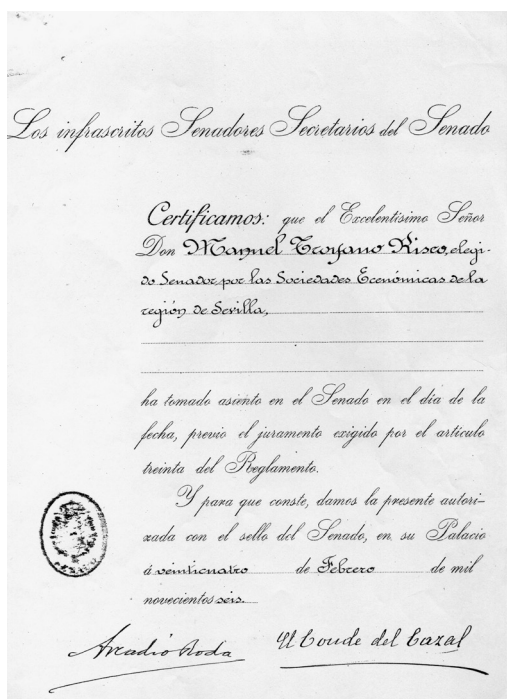 Los infrascritos Senadores Secretarios del Senado
Certificamos: que el Excelentísimo Señor
Don Manuel Troyano Risco, elegi-
do Senador por las Sociedades Económicas de la
región de Sevilla,
ha tomado asiento en el Senado en el día de la
fecha, previo el juramento exigido por el artículo
treinta del Reglamento.
Y para que conste, damos la presente autori-
zada con el sello del Senado, en su Palacio
á veinticuatro de Febrero de mil
novecientos seis.
Arcadio Roda El Conde del Cazal